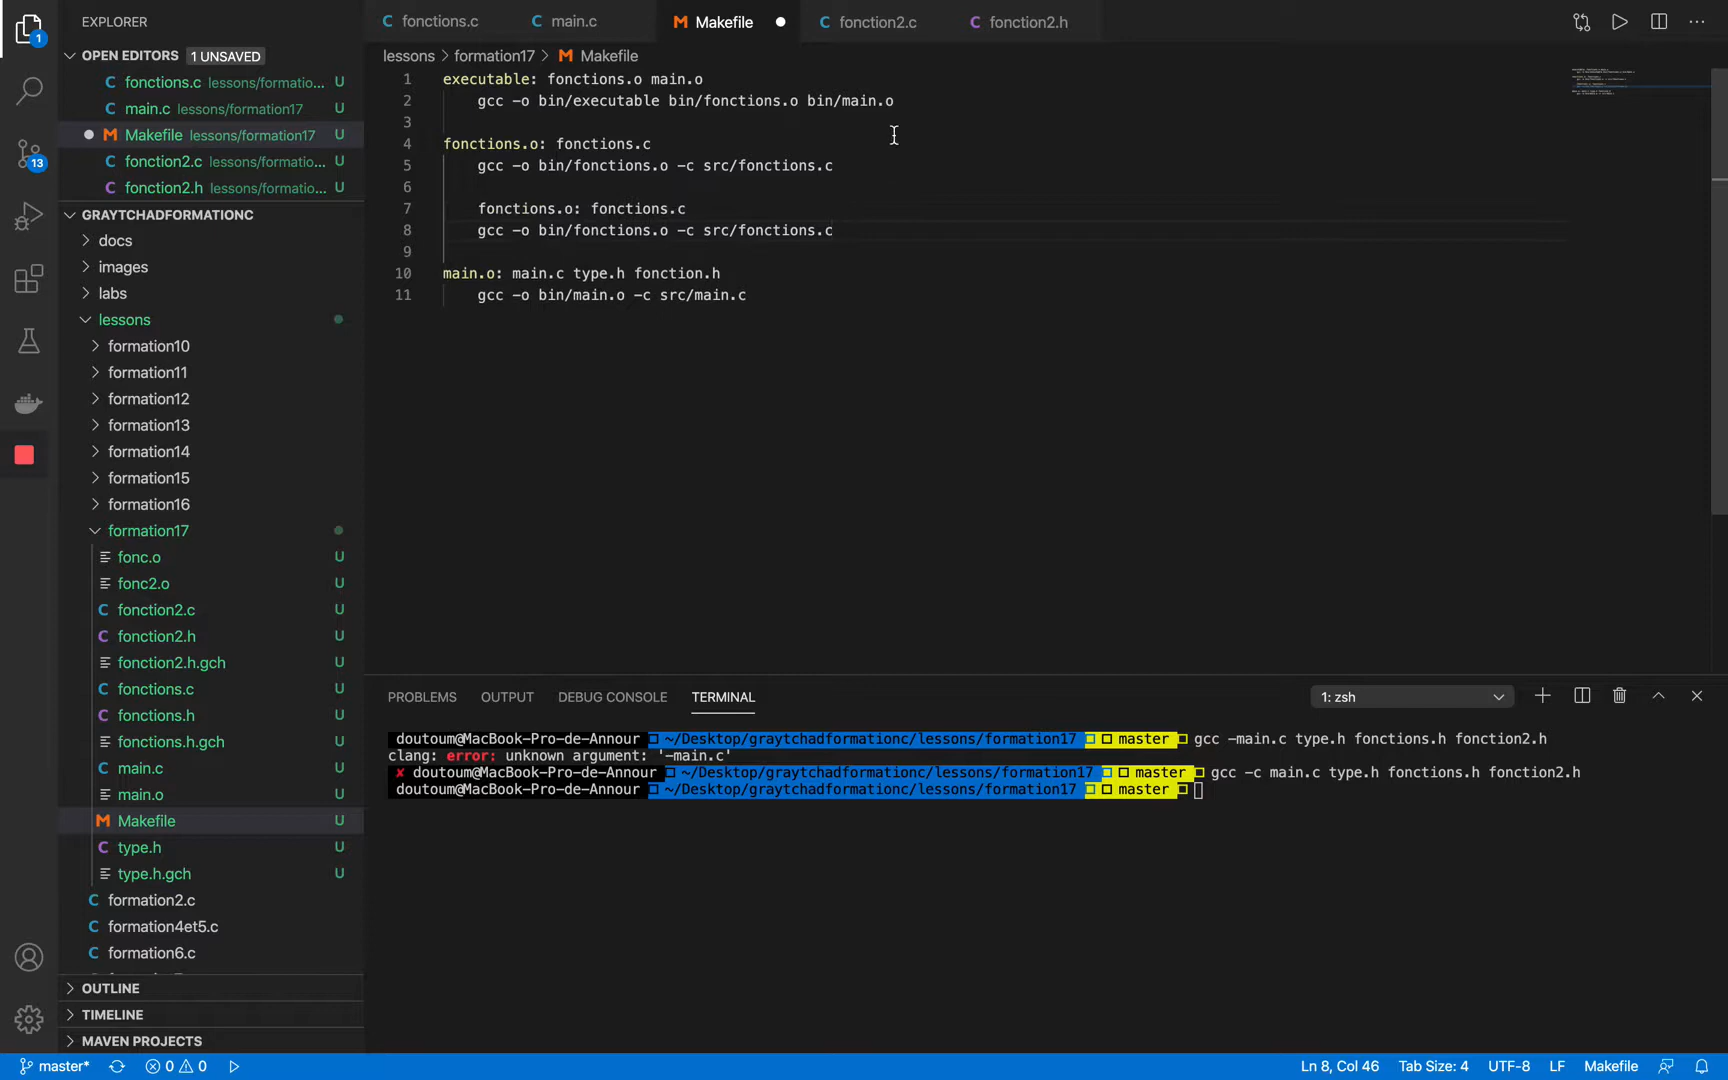 EXPLORER
fonctions.c
main.c
Makefile
fonction2.c
fonction2.h
1
OPEN EDITORS 1 UNSAVED
fonctions.c lessons/formatio... U
main.c lessons/formation17 U
Makefile lessons/formation17 U
fonction2.c lessons/formatio... U
fonction2.h lessons/formatio... U
13
GRAYTCHADFORMATIONC
docs
images
labs
lessons
formation10
formation11
formation12
formation13
formation14
formation15
formation16
formation17
fonc.o U
fonc2.o U
fonction2.c U
fonction2.h U
fonction2.h.gch U
fonctions.c U
fonctions.h U
fonctions.h.gch U
main.c U
main.o U
Makefile U
type.h U
type.h.gch U
formation2.c
formation4et5.c
formation6.c
OUTLINE
TIMELINE
MAVEN PROJECTS
lessons > formation17 > Makefile
1 executable: fonctions.o main.o
2 gcc -o bin/executable bin/fonctions.o bin/main.o
3
4 fonctions.o: fonctions.c
5 gcc -o bin/fonctions.o -c src/fonctions.c
6
7 fonctions.o: fonctions.c
8 gcc -o bin/fonctions.o -c src/fonctions.c
9
10 main.o: main.c type.h fonction.h
11 gcc -o bin/main.o -c src/main.c
PROBLEMS OUTPUT DEBUG CONSOLE TERMINAL
1: zsh
doutoum@MacBook-Pro-de-Annour ~/Desktop/graytchadformationc/lessons/formation17 master gcc -main.c type.h fonctions.h fonction2.h
clang: error: unknown argument: '-main.c'
✘ doutoum@MacBook-Pro-de-Annour ~/Desktop/graytchadformationc/lessons/formation17 master gcc -c main.c type.h fonctions.h fonction2.h
doutoum@MacBook-Pro-de-Annour ~/Desktop/graytchadformationc/lessons/formation17 master
master* 0 0 Ln 8, Col 46 Tab Size: 4 UTF-8 LF Makefile